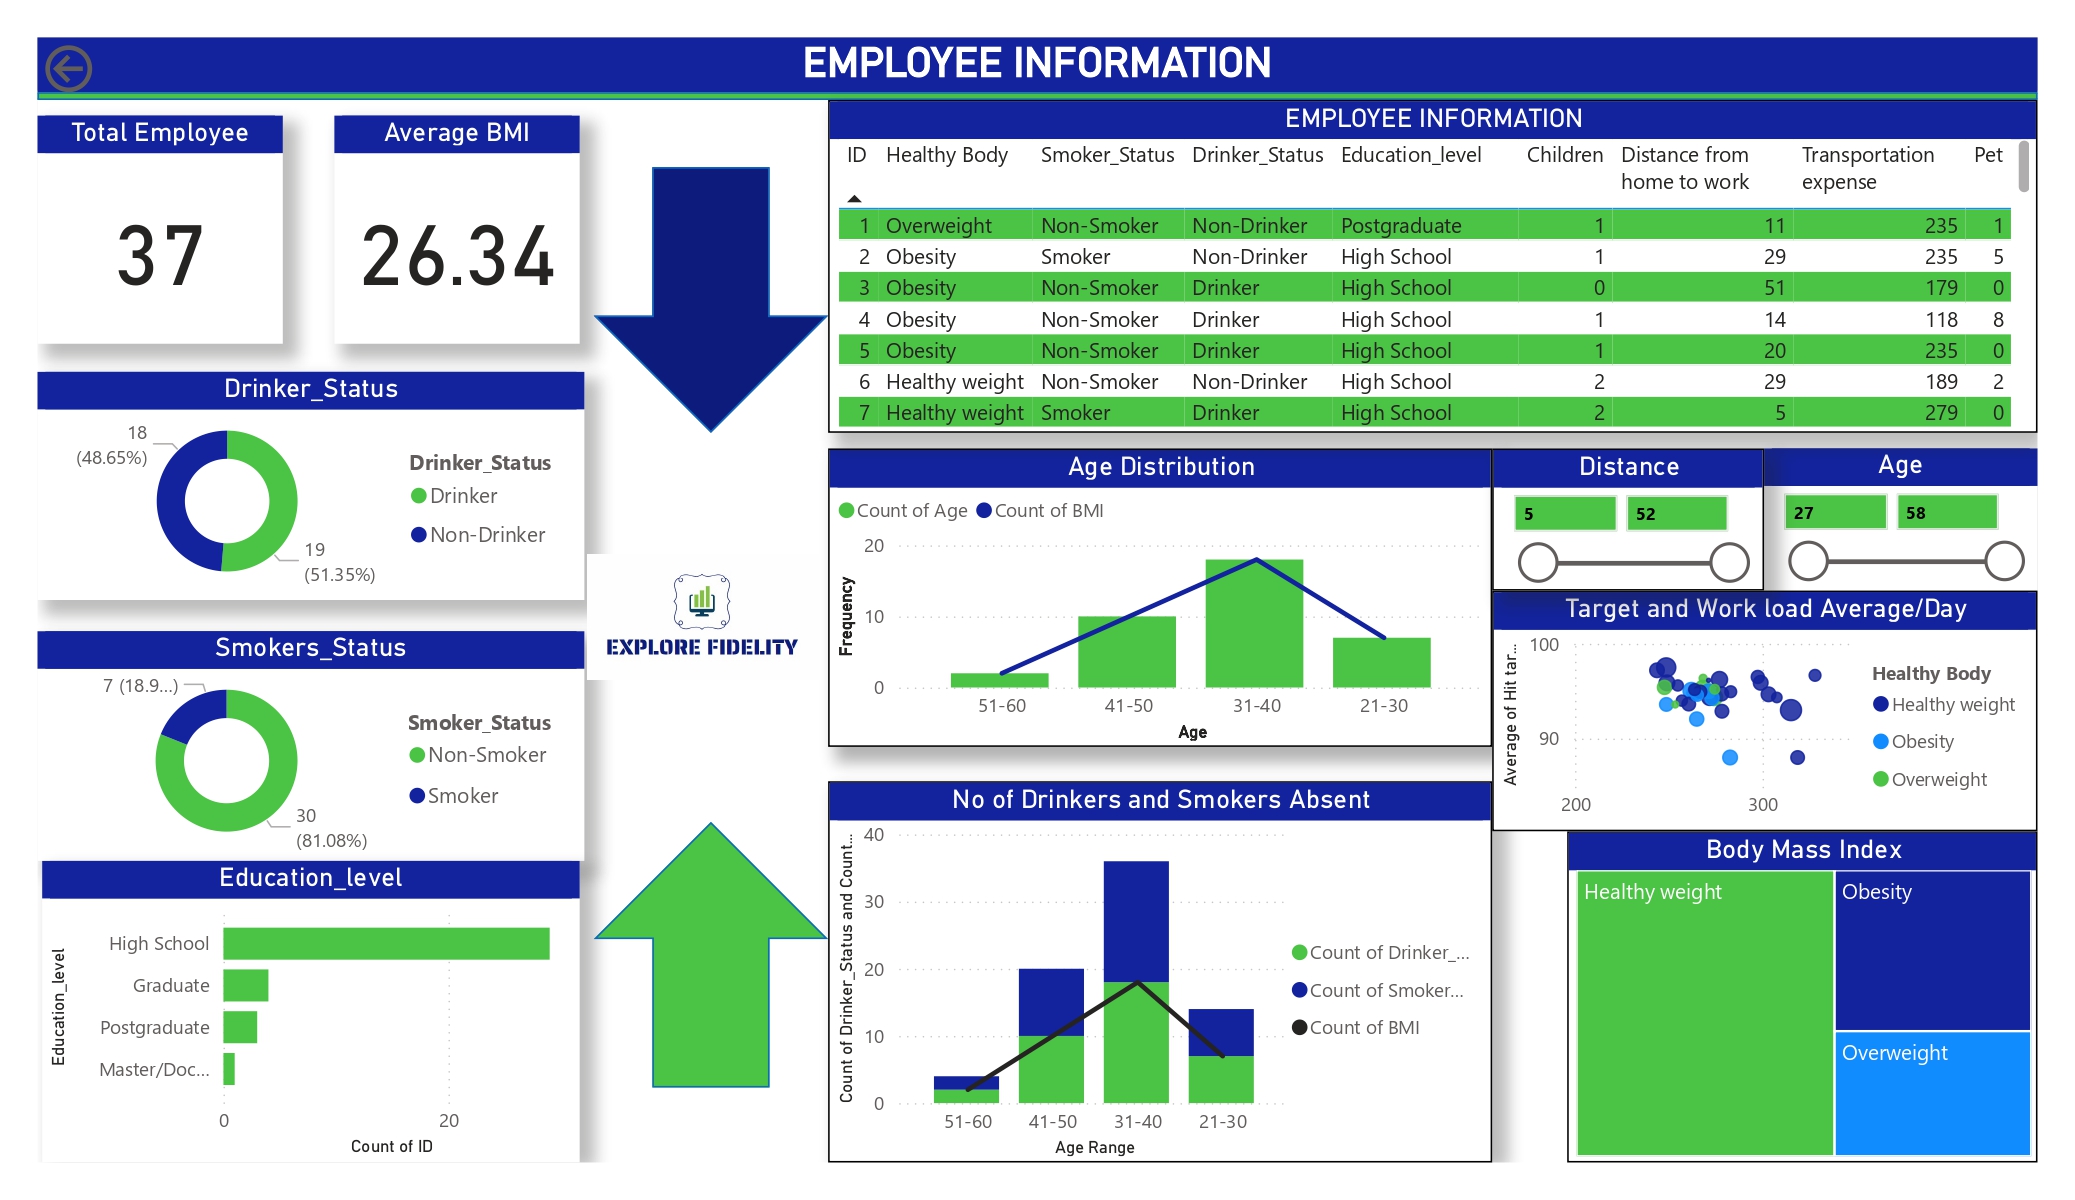 EMPLOYEE INFORMATION
Total Employee
37
Average BMI
26.34
Drinker_Status
18
(48.65%)
19
(51.35%)
Drinker_Status
Drinker
Non-Drinker
Smokers_Status
7 (18.9...)
30
(81.08%)
Smoker_Status
Non-Smoker
Smoker
Education_level
Education_level
High School
Graduate
Postgraduate
Master/Doc...
0 20
Count of ID
EXPLORE FIDELITY
EMPLOYEE INFORMATION
ID Healthy Body Smoker_Status Drinker_Status Education_level Children Distance from home to work Transportation expense Pet
1 Overweight Non-Smoker Non-Drinker Postgraduate 1 11 235 1
2 Obesity Smoker Non-Drinker High School 1 29 235 5
3 Obesity Non-Smoker Drinker High School 0 51 179 0
4 Obesity Non-Smoker Drinker High School 1 14 118 8
5 Obesity Non-Smoker Drinker High School 1 20 235 0
6 Healthy weight Non-Smoker Non-Drinker High School 2 29 189 2
7 Healthy weight Smoker Drinker High School 2 5 279 0
Age Distribution
Count of Age Count of BMI
Frequency
20
10
0
51-60 41-50 31-40 21-30
Age
Distance
5 52
Age
27 58
Target and Work load Average/Day
Average of Hit tar...
100
90
200 300
Healthy Body
Healthy weight
Obesity
Overweight
No of Drinkers and Smokers Absent
Count of Drinker_Status and Count...
40
30
20
10
0
51-60 41-50 31-40 21-30
Age Range
Count of Drinker_...
Count of Smoker...
Count of BMI
Body Mass Index
Healthy weight
Obesity
Overweight